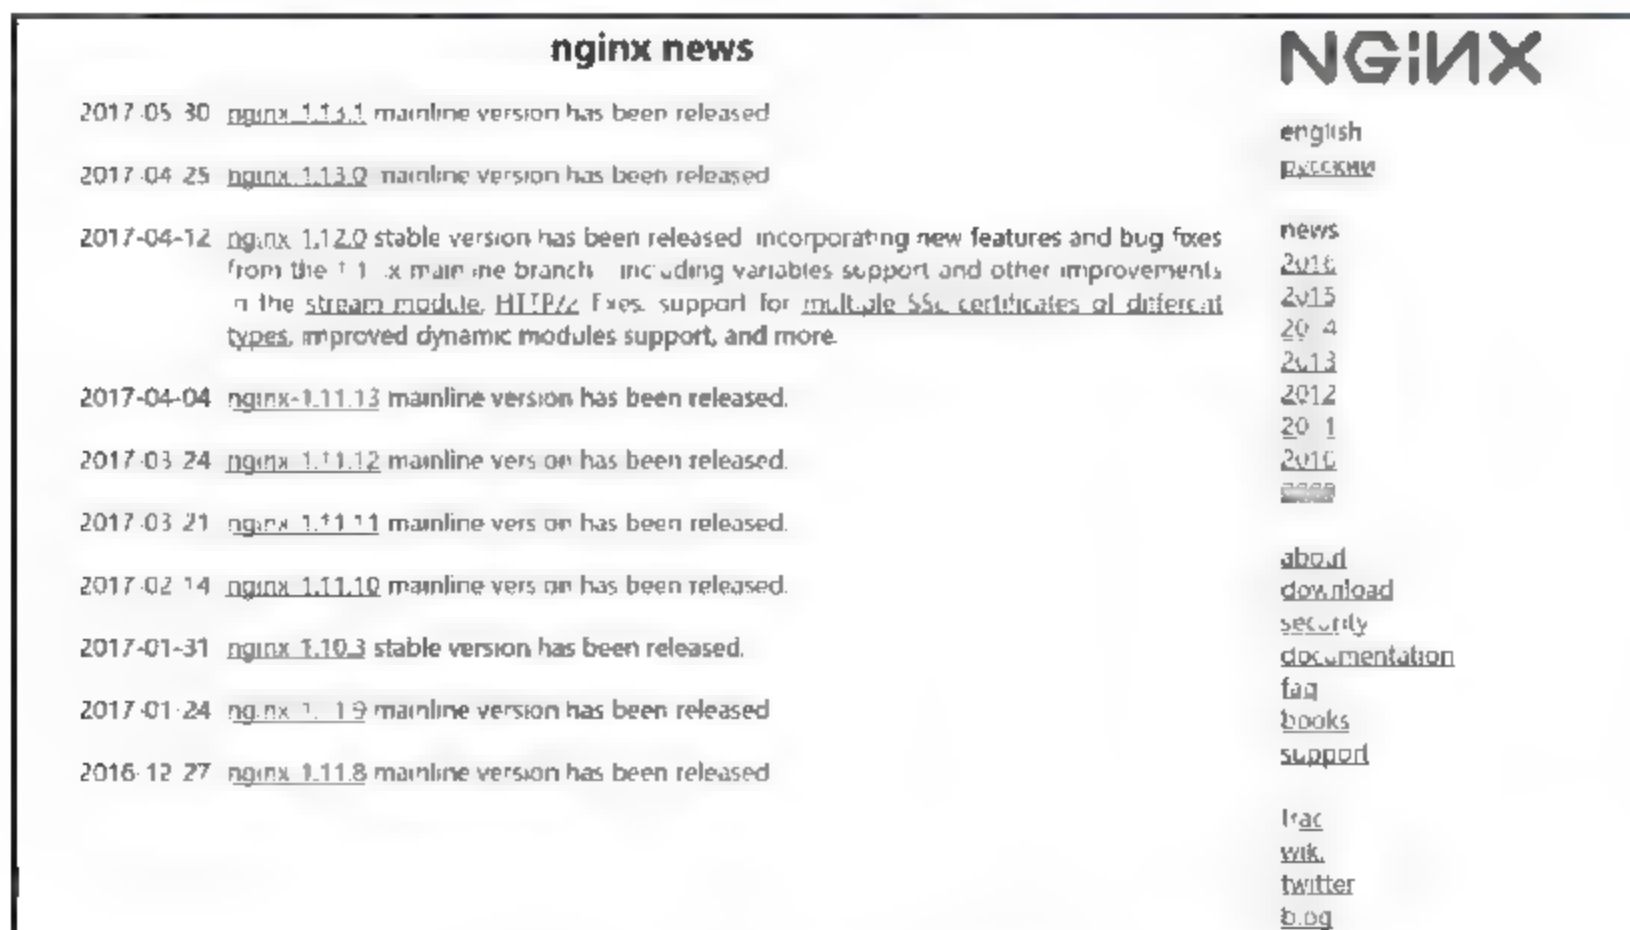 nginx news
2017-05-30 nginx-1.13.1 mainline version has been released.
2017-04-25 nginx-1.13.0 mainline version has been released.
2017-04-12 nginx-1.12.0 stable version has been released, incorporating new features and bug fixes
from the 1.11.x mainline branch - including variables support and other improvements
in the stream module, HTTP/2 fixes, support for multiple SSL certificates of different
types, improved dynamic modules support, and more.
2017-04-04 nginx-1.11.13 mainline version has been released.
2017-03-24 nginx-1.11.12 mainline version has been released.
2017-03-21 nginx-1.11.11 mainline version has been released.
2017-02-14 nginx-1.11.10 mainline version has been released.
2017-01-31 nginx-1.10.3 stable version has been released.
2017-01-24 nginx-1.11.9 mainline version has been released.
2016-12-27 nginx-1.11.8 mainline version has been released.
NGINX
english
русский
news
2016
2015
2014
2013
2012
2011
2010
about
download
security
documentation
faq
books
support
trac
wiki
twitter
blog